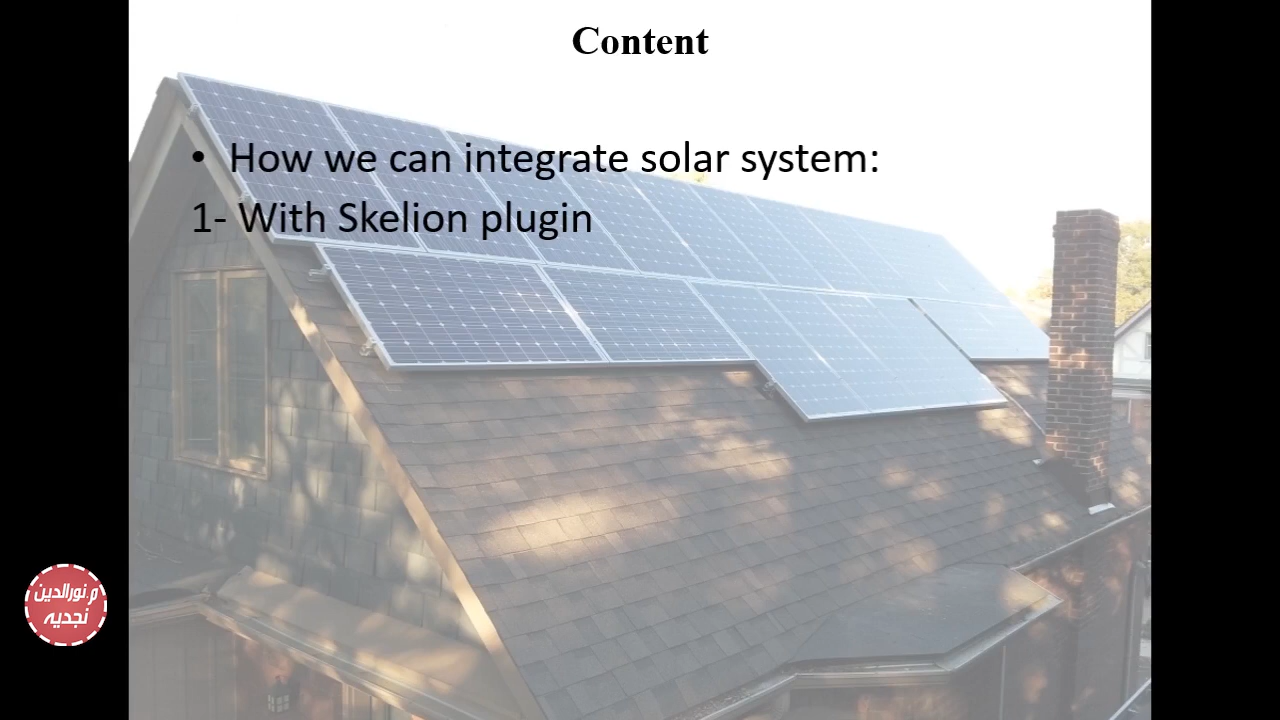 Content
• How we can integrate solar system:
1- With Skelion plugin
م.نورالدين
نجديه